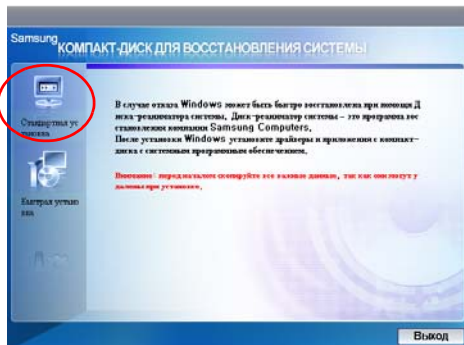 Samsung
КОМПАКТ-ДИСК ДЛЯ ВОССТАНОВЛЕНИЯ СИСТЕМЫ
Стандартная ус
тановка
Быстрая устано
вка
В случае отказа Windows может быть быстро восстановлена при помощи Д
иска-реаниматора системы, Диск-реаниматор системы – это программа вос
становления компании Samsung Computers,
После установки Windows установите драйверы и приложения с компакт-
диска с системным программным обеспечением,
Внимание: перед началом скопируйте все важные данные, так как они могут у
далены при установке,
Выход